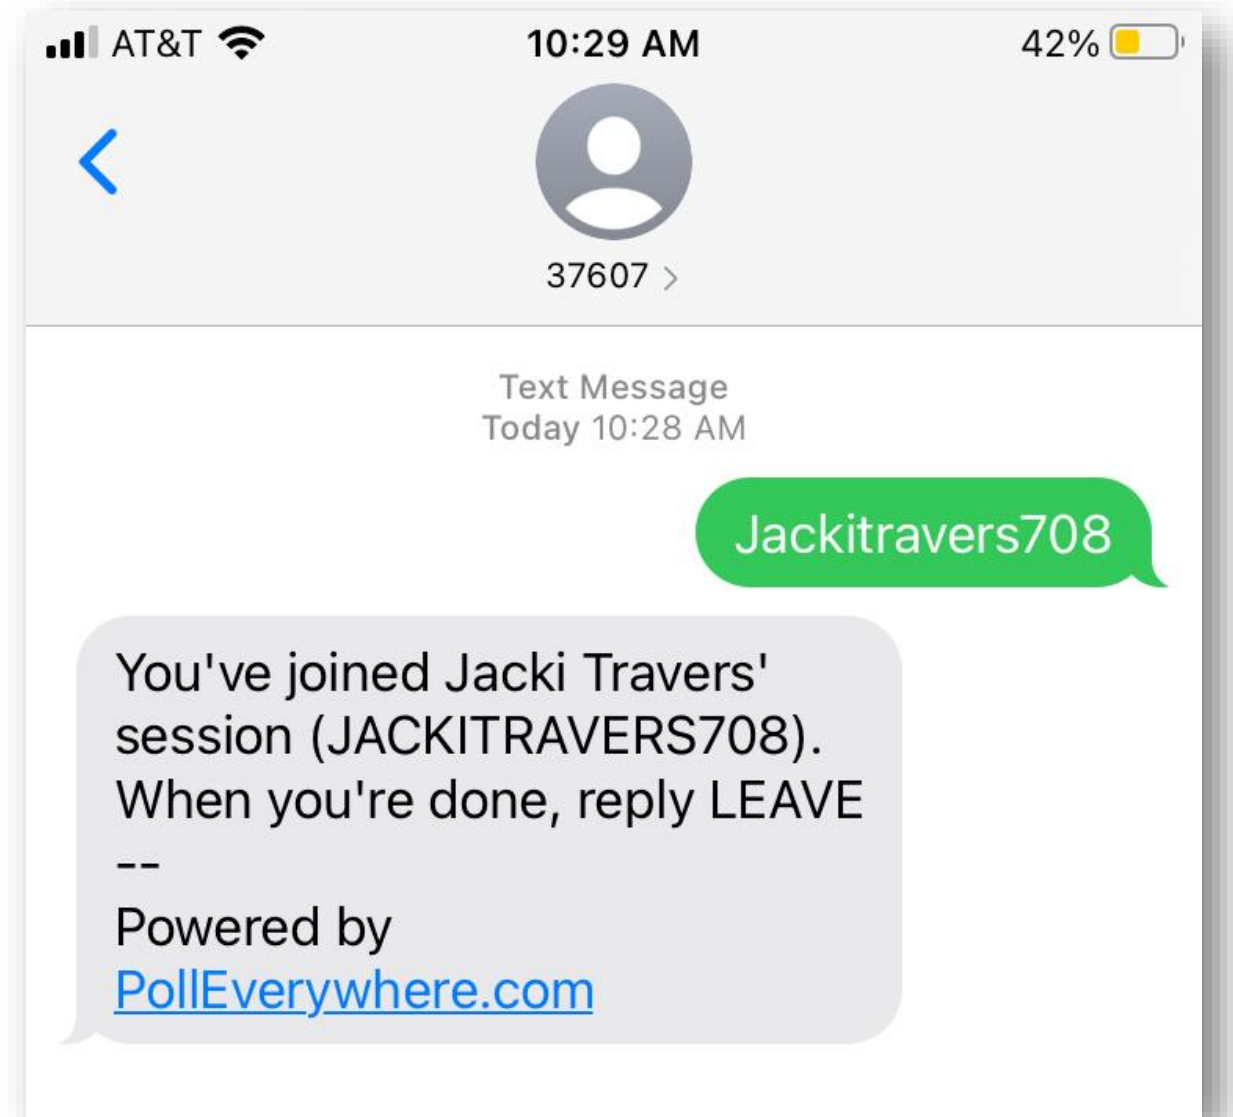 AT&T 10:29 AM 42%
37607 >
Text Message
Today 10:28 AM
Jackitravers708
You've joined Jacki Travers'
session (JACKITRAVERS708).
When you're done, reply LEAVE
--
Powered by
PollEverywhere.com